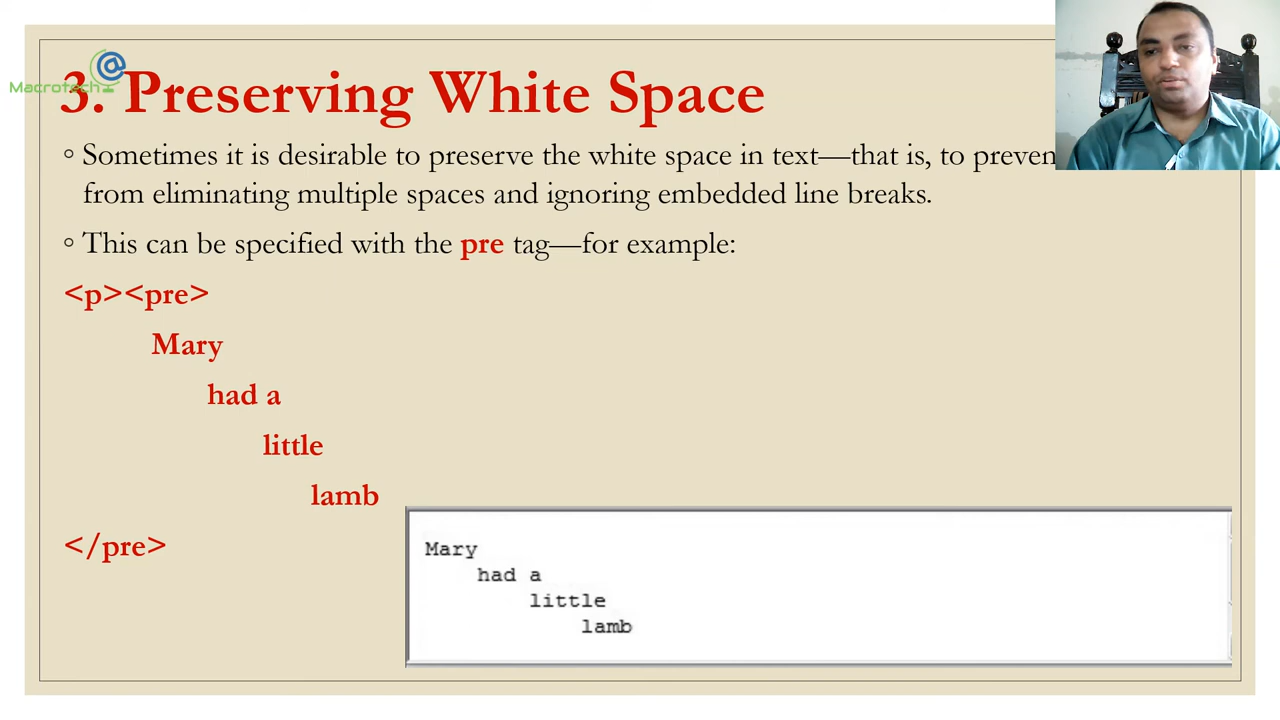 Macrotech
3. Preserving White Space
Sometimes it is desirable to preserve the white space in text—that is, to preven
from eliminating multiple spaces and ignoring embedded line breaks.
This can be specified with the pre tag—for example:
<p><pre>
Mary
had a
little
lamb
</pre>
Mary
had a
little
lamb